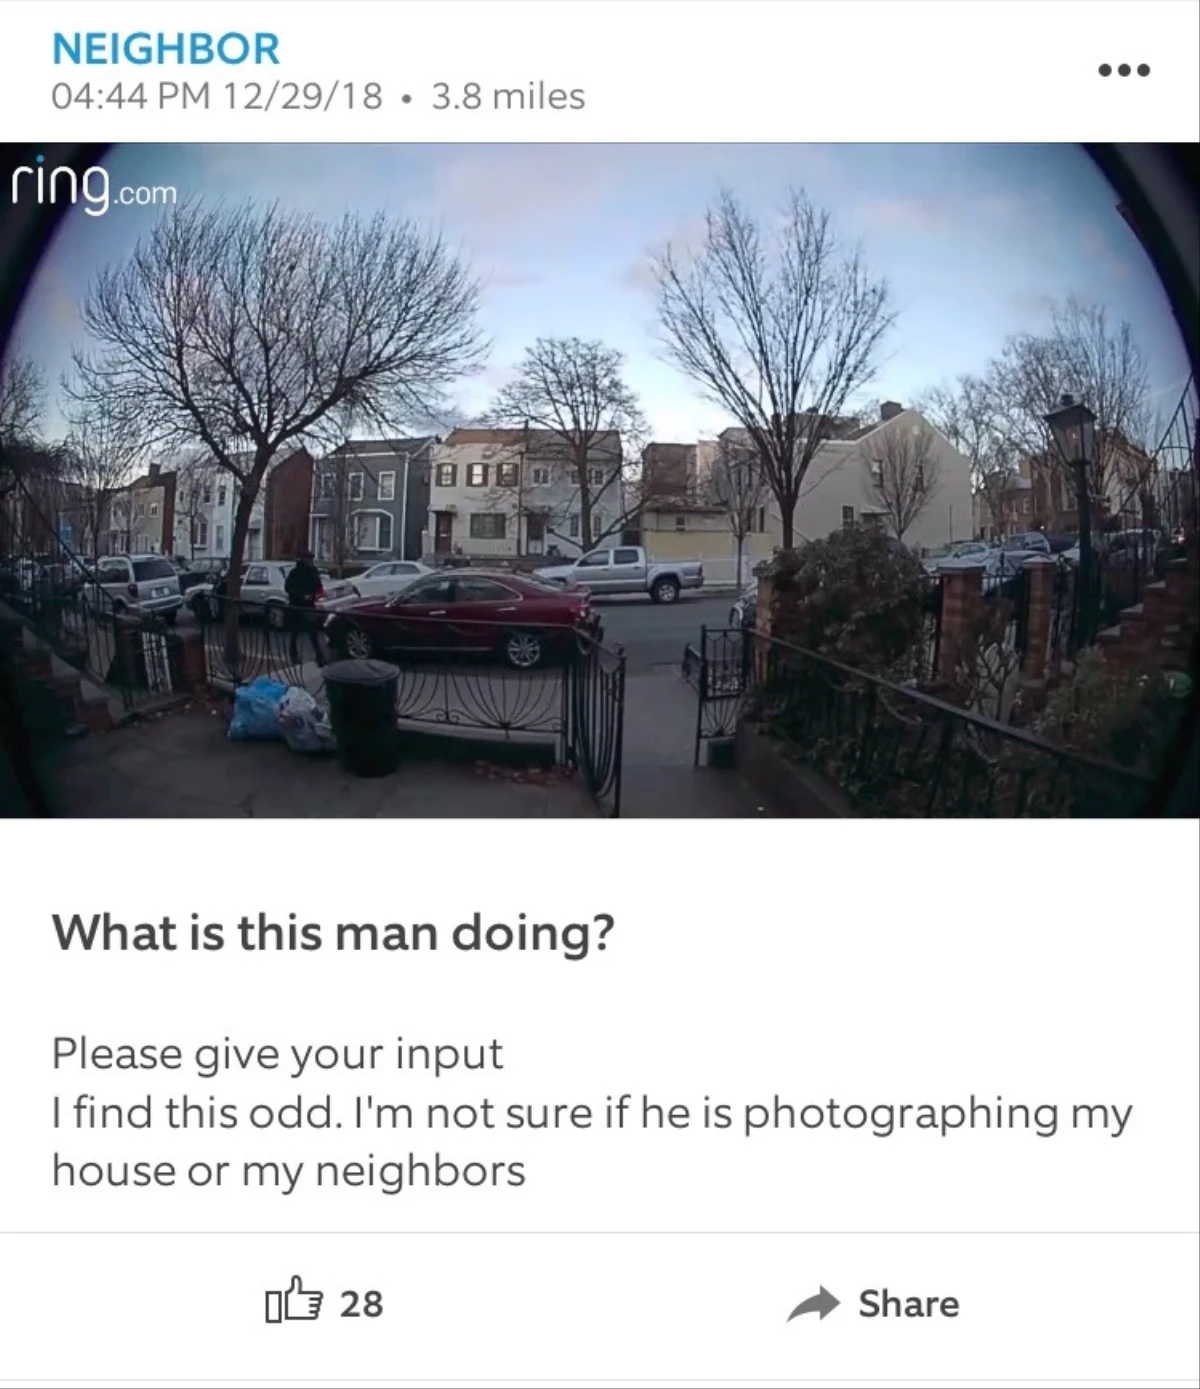 NEIGHBOR
04:44 PM 12/29/18 • 3.8 miles
ring.com
What is this man doing?
Please give your input
I find this odd. I'm not sure if he is photographing my
house or my neighbors
28
Share